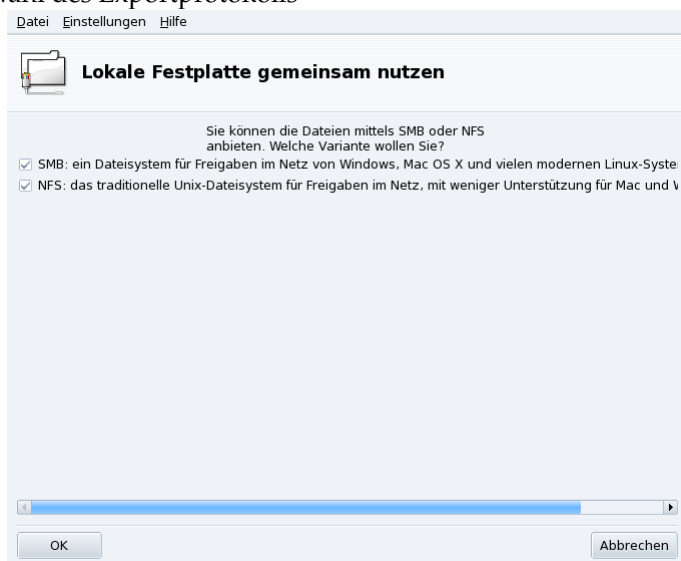 des Exportprotokolls
Datei Einstellungen Hilfe
Lokale Festplatte gemeinsam nutzen
Sie können die Dateien mittels SMB oder NFS
anbieten. Welche Variante wollen Sie?
SMB: ein Dateisystem für Freigaben im Netz von Windows, Mac OS X und vielen modernen
NFS: das traditionelle Unix-Dateisystem für Freigaben im Netz, mit weniger Unterstützung für Mac und
OK Abbrechen